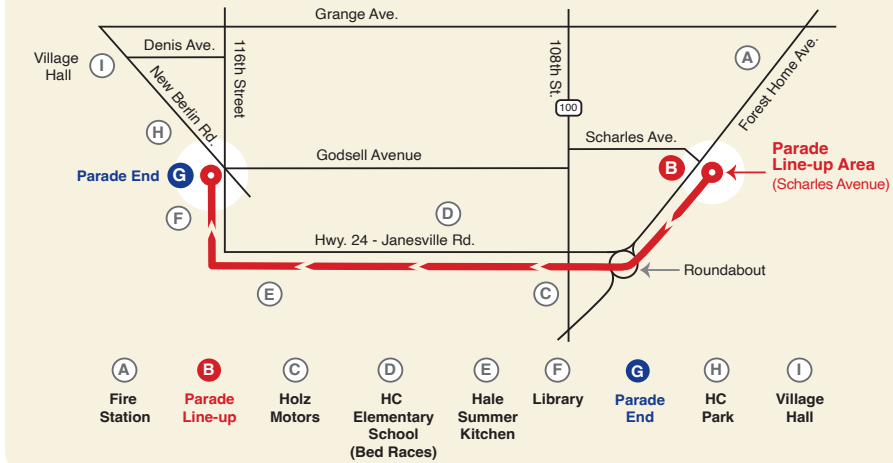 Grange Ave.
Denis Ave.
Village
Hall
I
116th Street
108th St.
A
Forest Home Ave.
New Berlin Rd.
100
H
Scharles Ave.
Godsell Avenue
Parade End
G
B
Parade
Line-up Area
(Scharles Avenue)
F
D
Hwy. 24 - Janesville Rd.
Roundabout
E
C
A
Fire
Station
B
Parade
Line-up
C
Holz
Motors
D
HC
Elementary
School
(Bed Races)
E
Hale
Summer
Kitchen
F
Library
G
Parade
End
H
HC
Park
I
Village
Hall